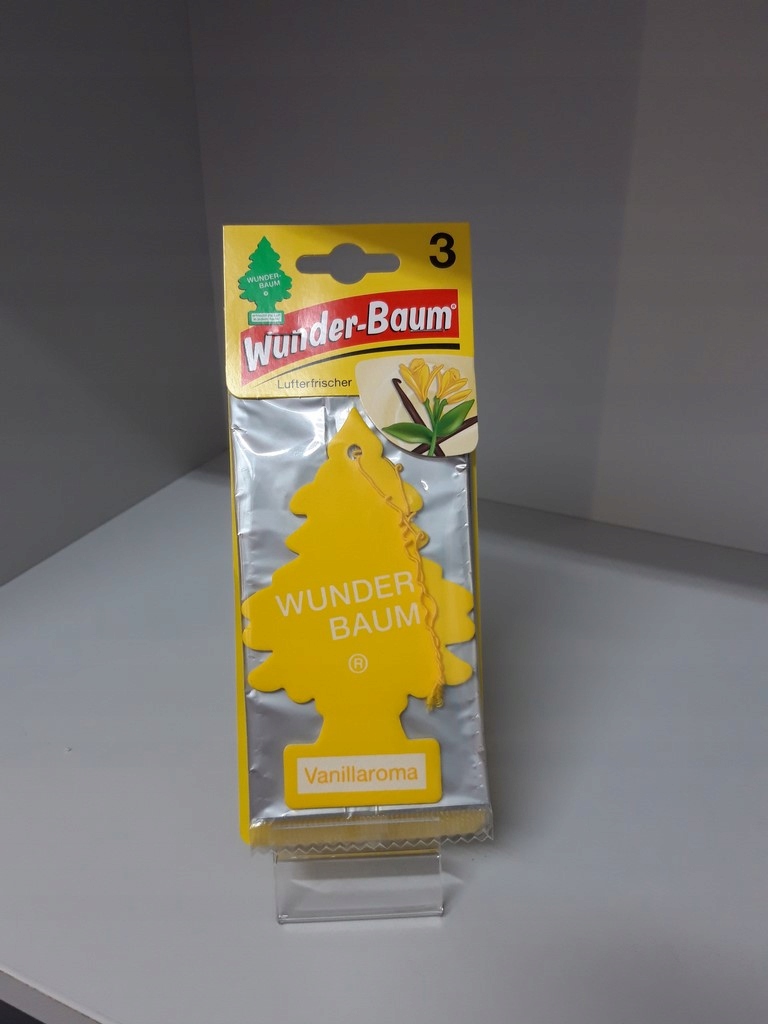 3
WUNDER-
BAUM
Wunder-Baum®
Lufterfrischer
WUNDER
BAUM
®
Vanillaroma